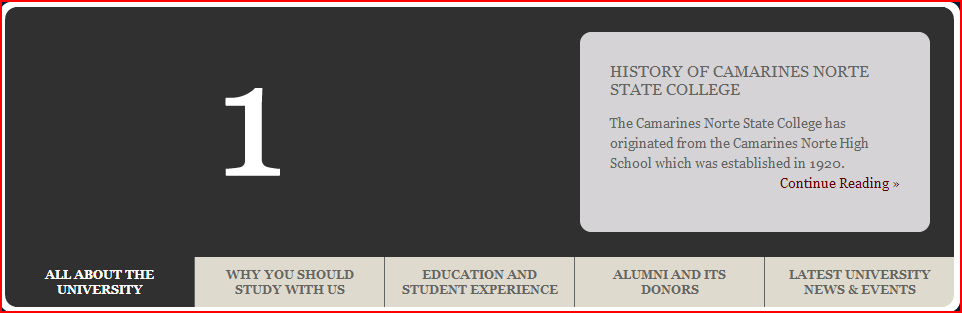 1
HISTORY OF CAMARINES NORTE
STATE COLLEGE
The Camarines Norte State College has
originated from the Camarines Norte High
School which was established in 1920.
Continue Reading »
ALL ABOUT THE
UNIVERSITY
WHY YOU SHOULD
STUDY WITH US
EDUCATION AND
STUDENT EXPERIENCE
ALUMNI AND ITS
DONORS
LATEST UNIVERSITY
NEWS & EVENTS